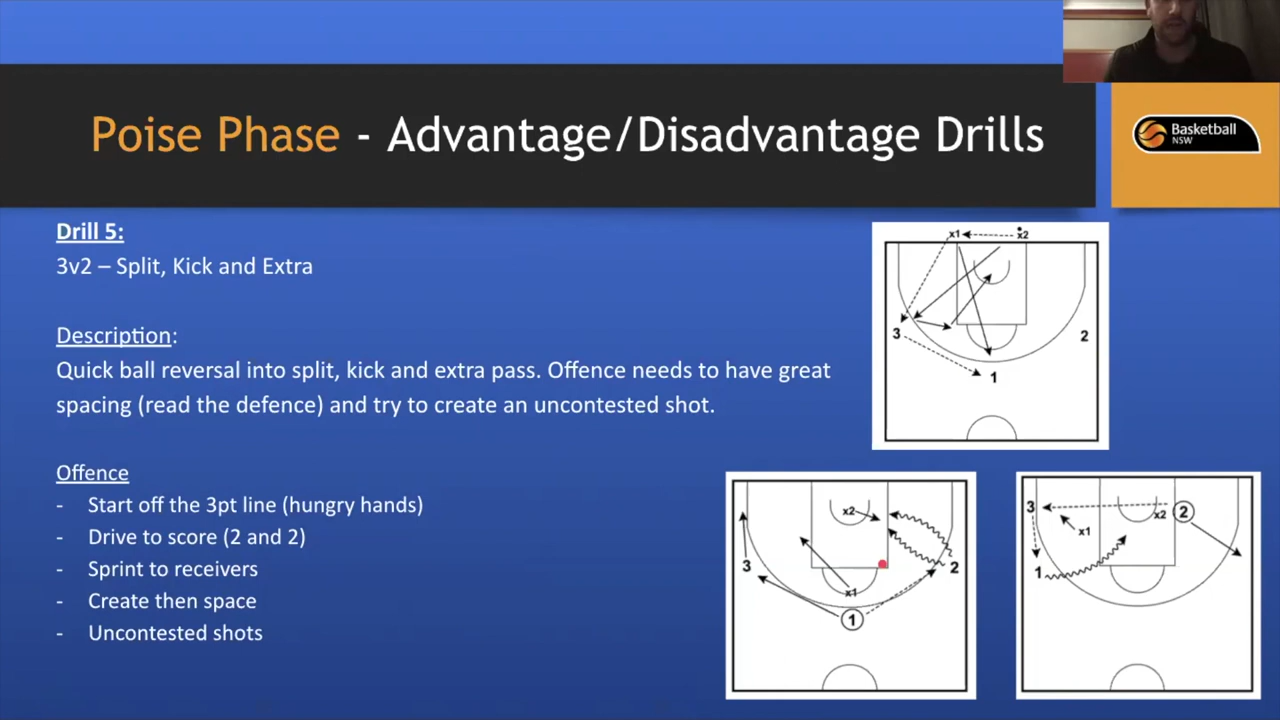 Poise Phase - Advantage/Disadvantage Drills
Basketball
NSW
Drill 5:
3v2 – Split, Kick and Extra
Description:
Quick ball reversal into split, kick and extra pass. Offence needs to have great
spacing (read the defence) and try to create an uncontested shot.
Offence
- Start off the 3pt line (hungry hands)
- Drive to score (2 and 2)
- Sprint to receivers
- Create then space
- Uncontested shots
x1 x2
3 2
1
x2
3 2
x1
1
3 x2 2
x1
1